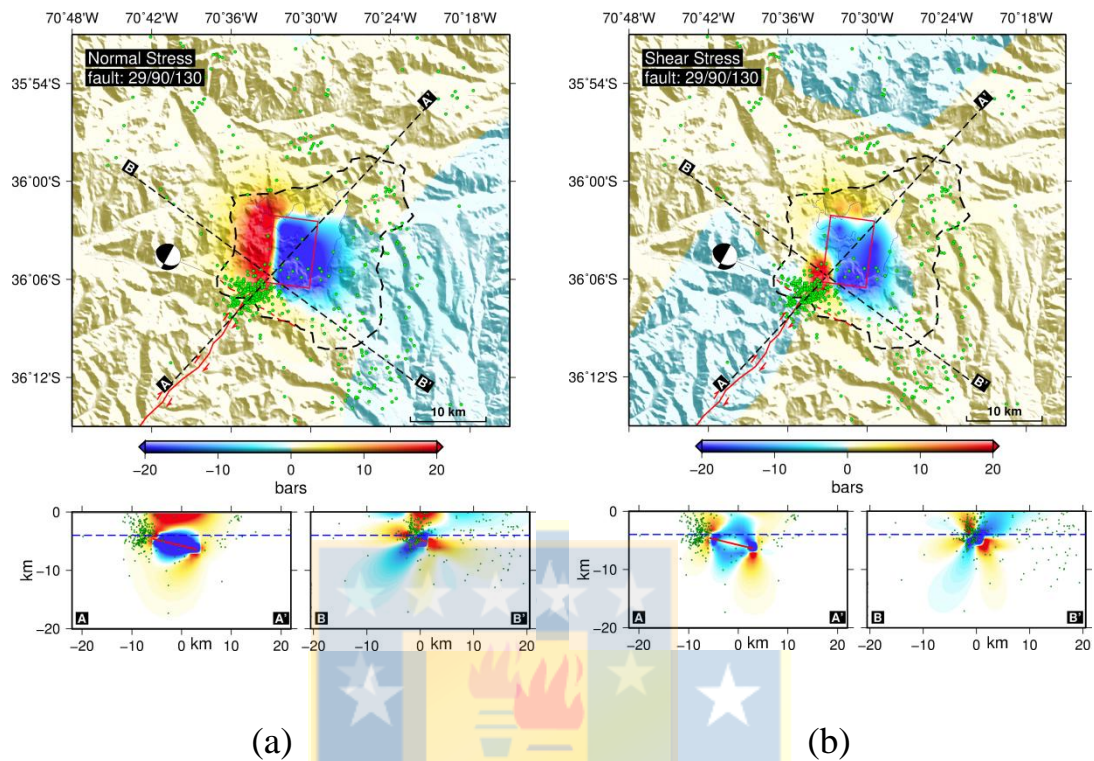 70°48'W 70°42'W 70°36'W 70°30'W 70°24'W 70°18'W
35°54'S
36°00'S
36°06'S
36°12'S
Normal Stress
fault: 29/90/130
A'
B
A
B'
10 km
−20 −10 0 10 20
bars
0
−10
−20
km
A A'
−20 −10 0 km 10 20
B B'
−20 −10 0 km 10 20
(a)
70°48'W 70°42'W 70°36'W 70°30'W 70°24'W 70°18'W
35°54'S
36°00'S
36°06'S
36°12'S
Shear Stress
fault: 29/90/130
A'
B
A
B'
10 km
−20 −10 0 10 20
bars
0
−10
−20
km
A A'
−20 −10 0 km 10 20
B B'
−20 −10 0 km 10 20
(b)